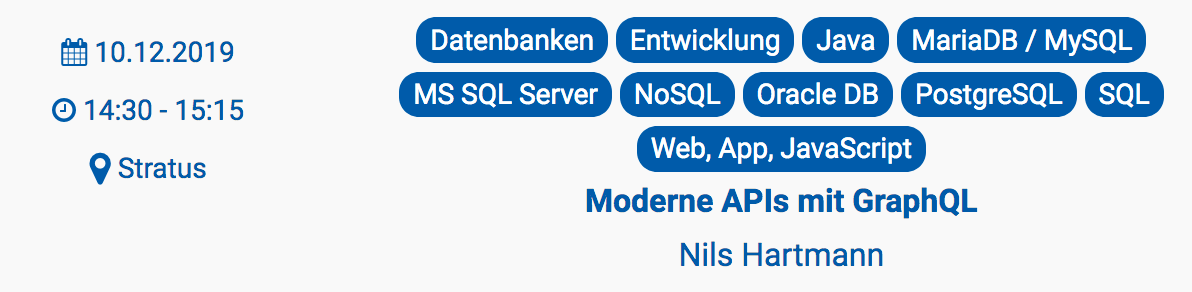 10.12.2019
14:30 - 15:15
Stratus
Datenbanken Entwicklung Java MariaDB / MySQL
MS SQL Server NoSQL Oracle DB PostgreSQL SQL
Web, App, JavaScript
Moderne APIs mit GraphQL
Nils Hartmann